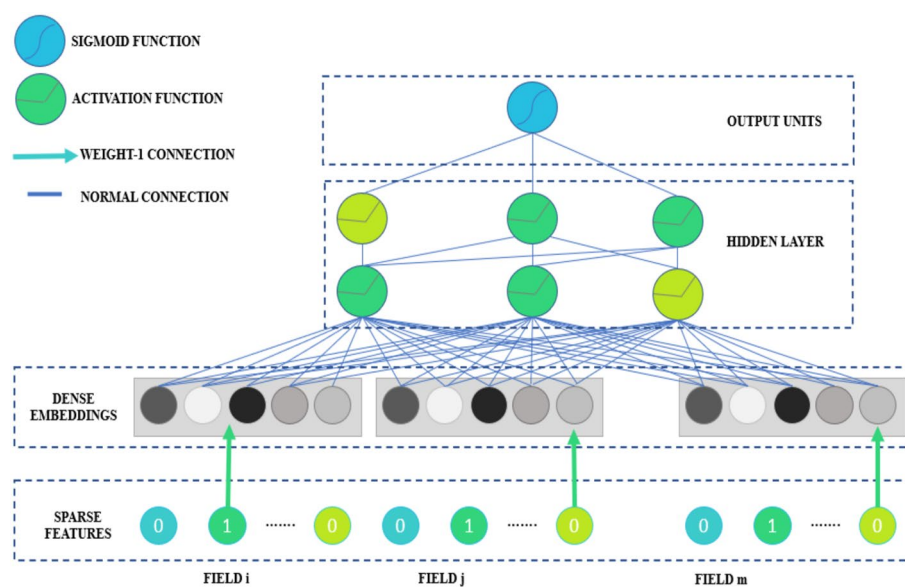 SIGMOID FUNCTION
ACTIVATION FUNCTION
WEIGHT-1 CONNECTION
NORMAL CONNECTION
OUTPUT UNITS
HIDDEN LAYER
DENSE
EMBEDDINGS
SPARSE
FEATURES
0 1 ....... 0 0 1 ....... 0 0 1 ....... 0
FIELD i FIELD j FIELD m